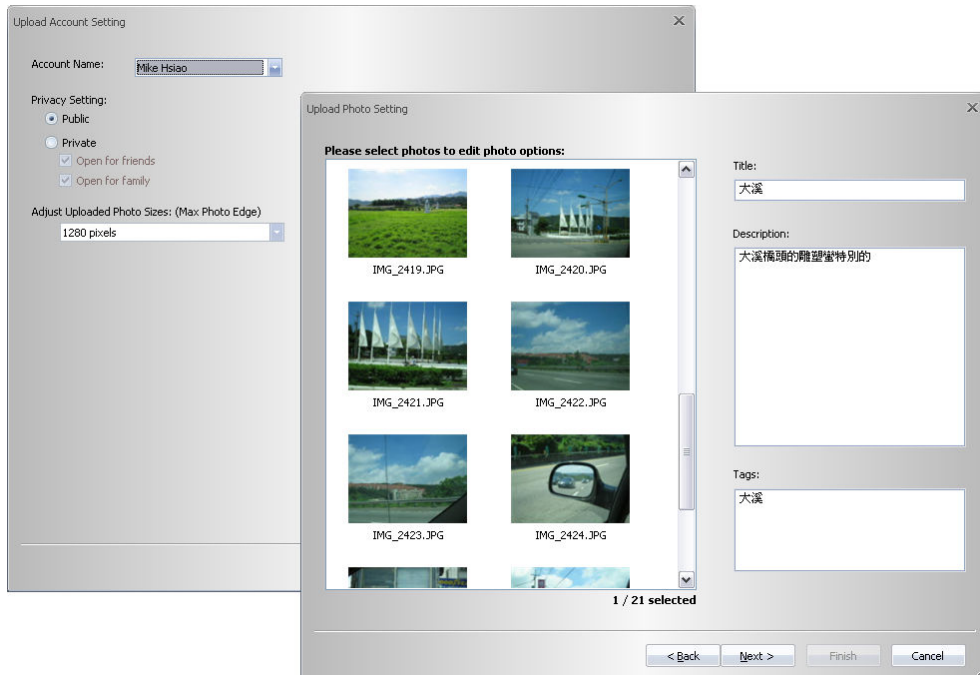 Upload Account Setting
Account Name:
Mike Hsiao
Privacy Setting:
Public
Private
Open for friends
Open for family
Adjust Uploaded Photo Sizes: (Max Photo Edge)
1280 pixels
Upload Photo Setting
Please select photos to edit photo options:
IMG_2419.JPG
IMG_2420.JPG
IMG_2421.JPG
IMG_2422.JPG
IMG_2423.JPG
IMG_2424.JPG
1 / 21 selected
Title:
大溪
Description:
大溪橋頭的雕塑蠻特別的
Tags:
大溪
< Back
Next >
Finish
Cancel